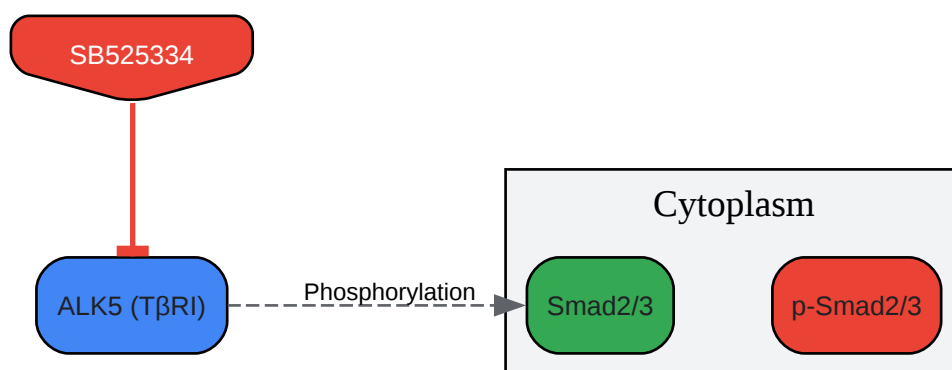 SB525334
Cytoplasm
ALK5 (TβRI)
Phosphorylation
Smad2/3
p-Smad2/3